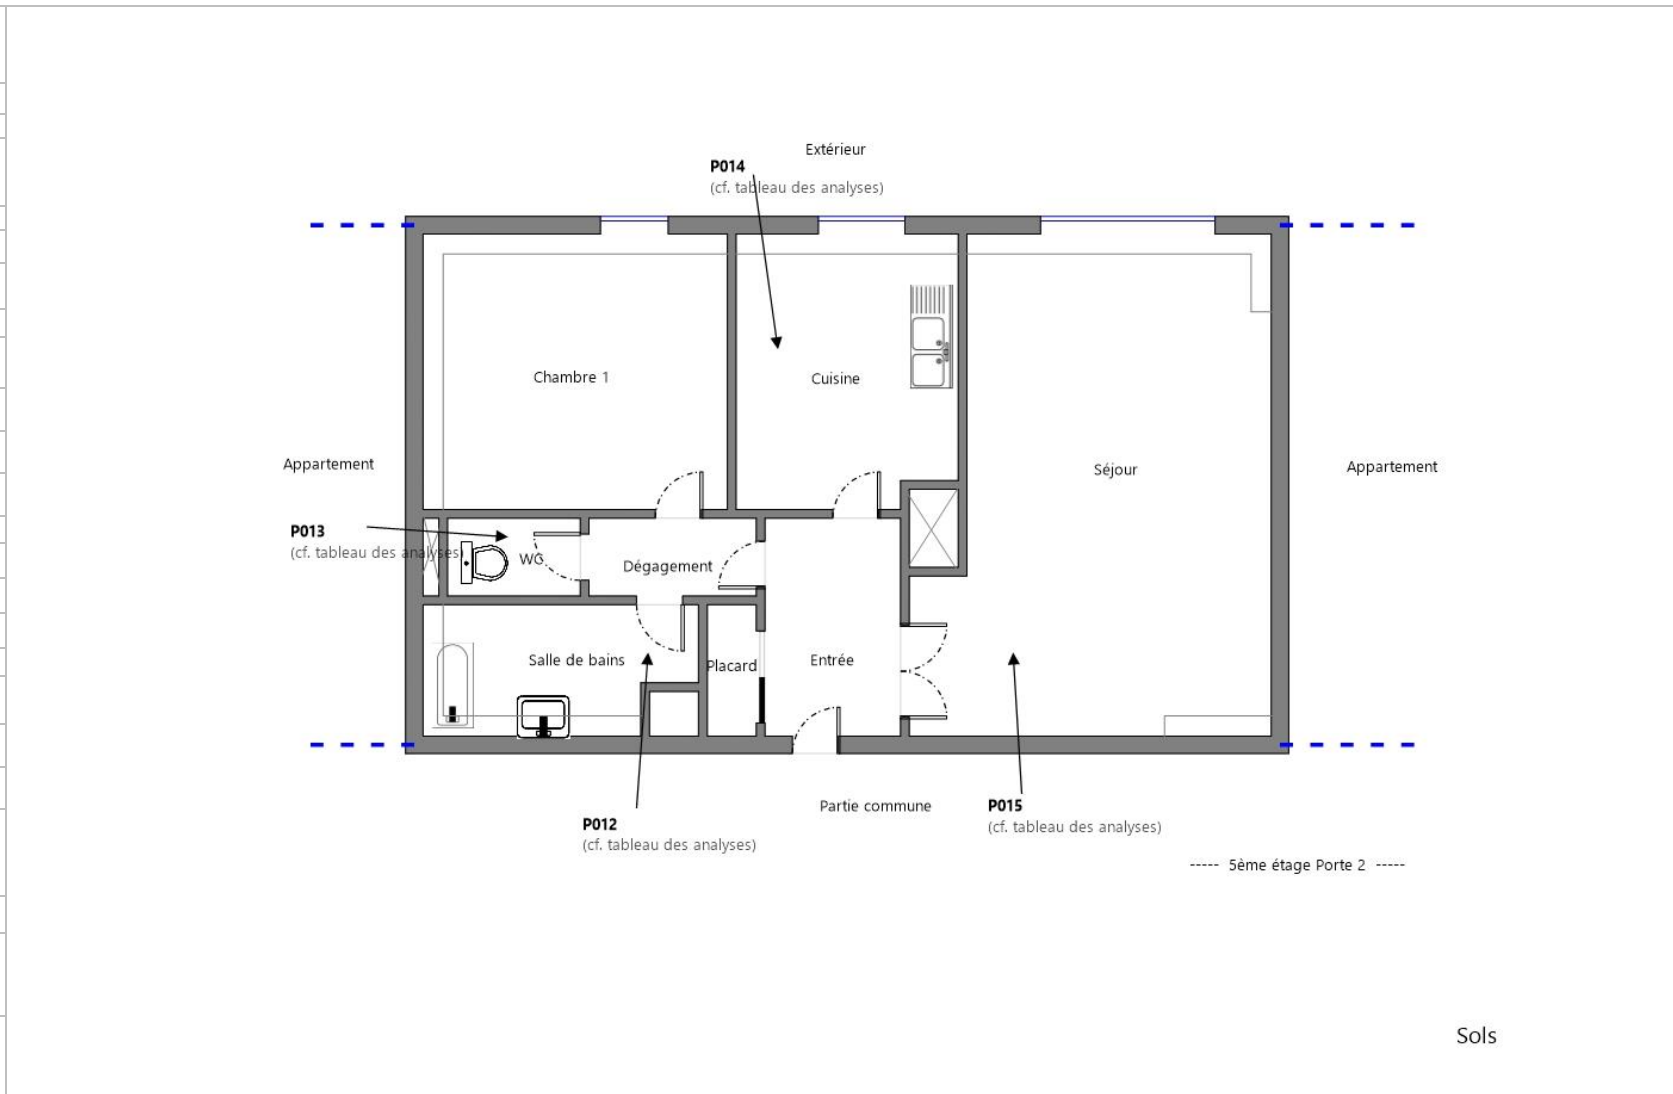 Extérieur
P014
(cf. tableau des analyses)
Chambre 1
Cuisine
Appartement
Séjour
Appartement
P013
(cf. tableau des analyses)
WC
Dégagement
Salle de bains
Placard
Entrée
Partie commune
P015
(cf. tableau des analyses)
P012
(cf. tableau des analyses)
----- 5ème étage Porte 2 -----
Sols